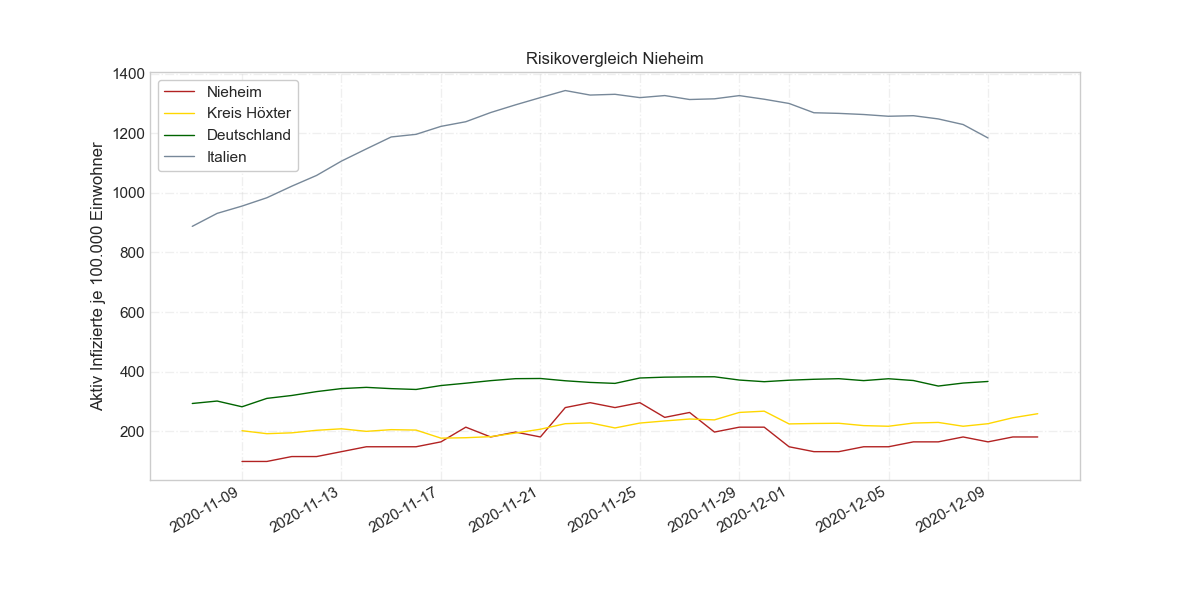 Risikovergleich Nieheim
Aktiv Infizierte je 100.000 Einwohner
1400
1200
1000
800
600
400
200
Nieheim
Kreis Höxter
Deutschland
Italien
2020-11-09
2020-11-13
2020-11-17
2020-11-21
2020-11-25
2020-11-29
2020-12-01
2020-12-05
2020-12-09